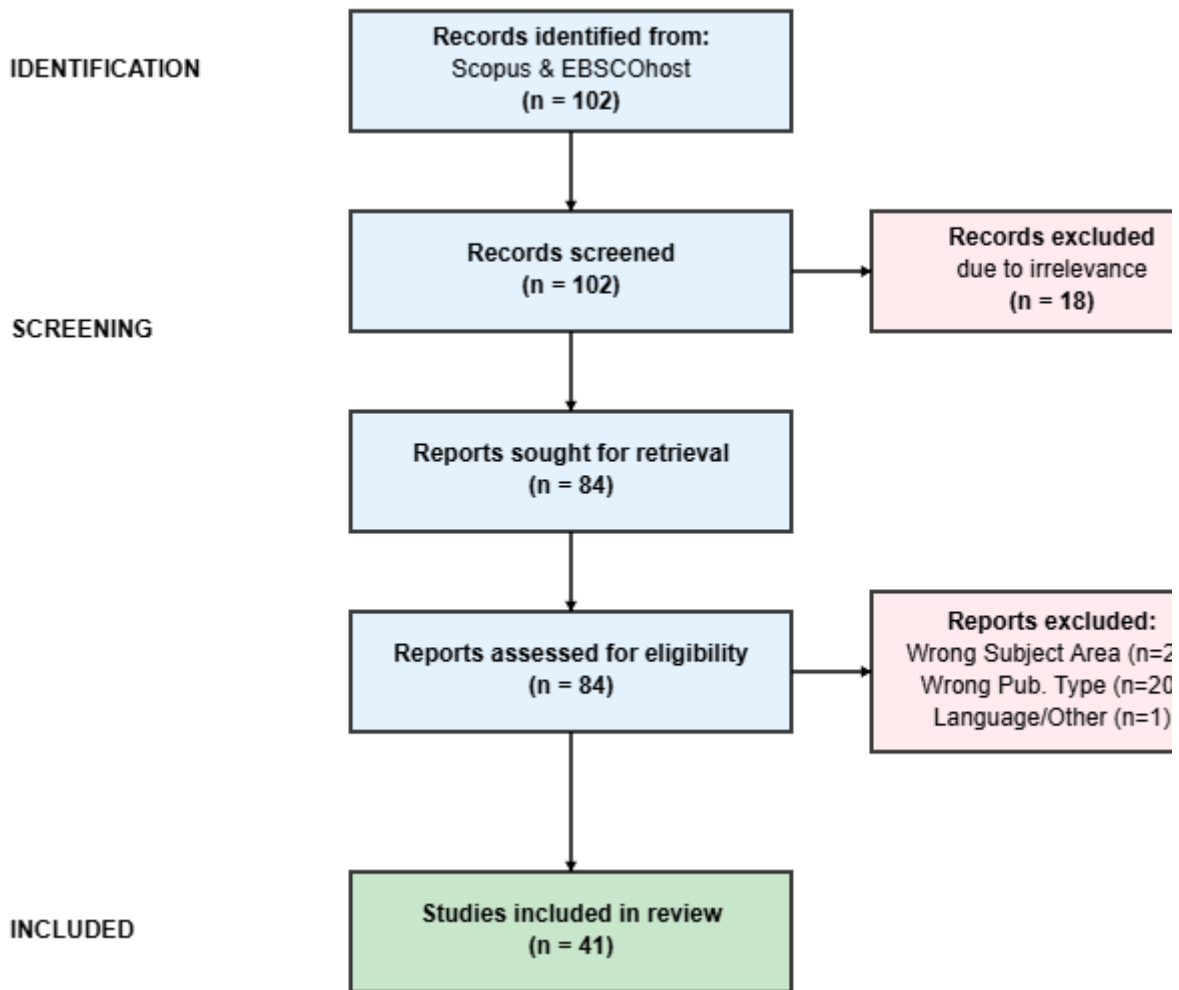 IDENTIFICATION
Records identified from:
Scopus & EBSCOhost
(n = 102)
SCREENING
Records screened
(n = 102)
Records excluded
due to irrelevance
(n = 18)
Reports sought for retrieval
(n = 84)
Reports assessed for eligibility
(n = 84)
Reports excluded:
Wrong Subject Area
Wrong Pub. Type (n=20
Language/Other (n=1)
INCLUDED
Studies included in review
(n = 41)